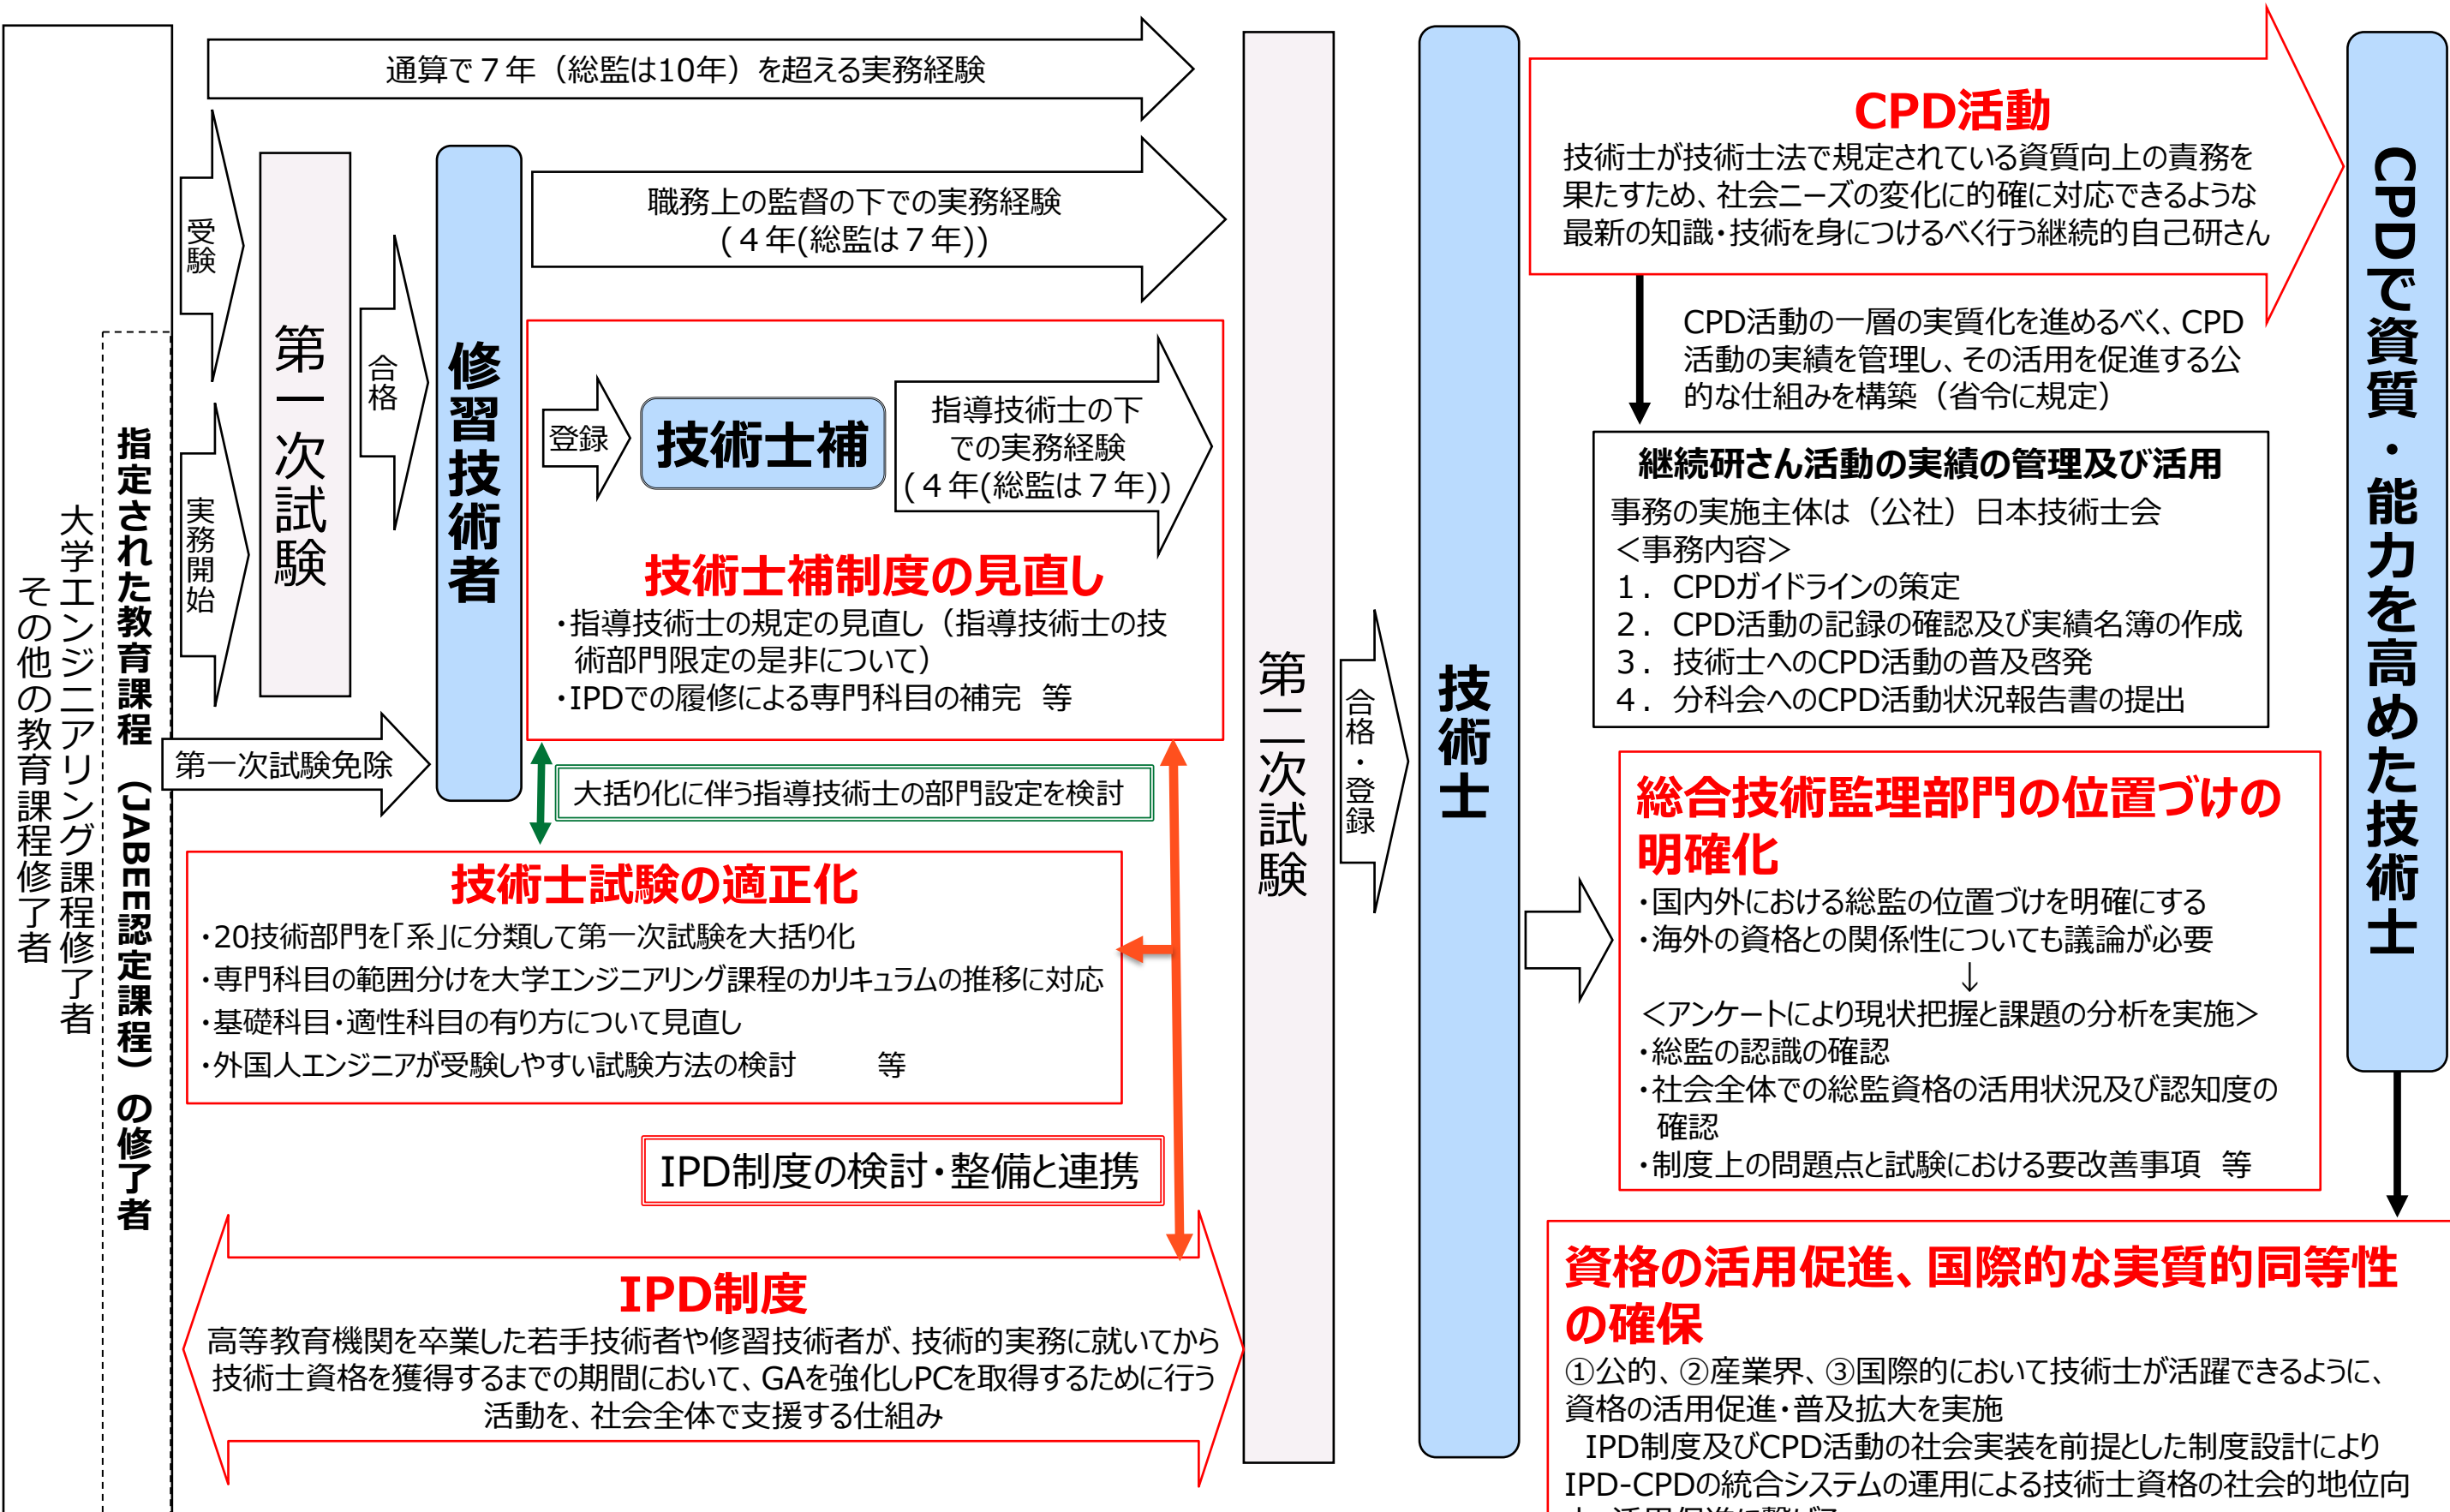 通算で７年（総監は10年）を超える実務経験
受験
実務開始
第一次試験
合格
修習技術者
職務上の監督の下での実務経験
(４年(総監は７年))
登録
技術士補
指導技術士の下
での実務経験
(４年(総監は７年))
技術士補制度の見直し
・指導技術士の規定の見直し（指導技術士の技
術部門限定の是非について）
・IPDでの履修による専門科目の補完　等
指定された教育課程（JABEE認定課程）の修了者
大学エンジニアリング課程修了者
その他の教育課程修了者
第一次試験免除
大括り化に伴う指導技術士の部門設定を検討
技術士試験の適正化
・20技術部門を「系」に分類して第一次試験を大括り化
・専門科目の範囲分けを大学エンジニアリング課程のカリキュラムの推移に対応
・基礎科目・適性科目の有り方について見直し
・外国人エンジニアが受験しやすい試験方法の検討　　等
IPD制度の検討・整備と連携
IPD制度
高等教育機関を卒業した若手技術者や修習技術者が、技術的実務に就いてから
技術士資格を獲得するまでの期間において、GAを強化しPCを取得するために行う
活動を、社会全体で支援する仕組み
第二次試験
合格・登録
技術士
CPD活動
技術士が技術士法で規定されている資質向上の責務を
果たすため、社会ニーズの変化に的確に対応できるような
最新の知識・技術を身につけるべく行う継続的自己研さん
CPD活動の一層の実質化を進めるべく、CPD
活動の実績を管理し、その活用を促進する公
的な仕組みを構築（省令に規定）
継続研さん活動の実績の管理及び活用
事務の実施主体は（公社）日本技術士会
＜事務内容＞
１．CPDガイドラインの策定
２．CPD活動の記録の確認及び実績名簿の作成
３．技術士へのCPD活動の普及啓発
４．分科会へのCPD活動状況報告書の提出
総合技術監理部門の位置づけの
明確化
・国内外における総監の位置づけを明確にする
・海外の資格との関係性についても議論が必要
↓
＜アンケートにより現状把握と課題の分析を実施＞
・総監の認識の確認
・社会全体での総監資格の活用状況及び認知度の
確認
・制度上の問題点と試験における要改善事項　等
CPDで資質・能力を高めた技術士
資格の活用促進、国際的な実質的同等性
の確保
①公的、②産業界、③国際的において技術士が活躍できるように、
資格の活用促進・普及拡大を実施
IPD制度及びCPD活動の社会実装を前提とした制度設計により
IPD-CPDの統合システムの運用による技術士資格の社会的地位向